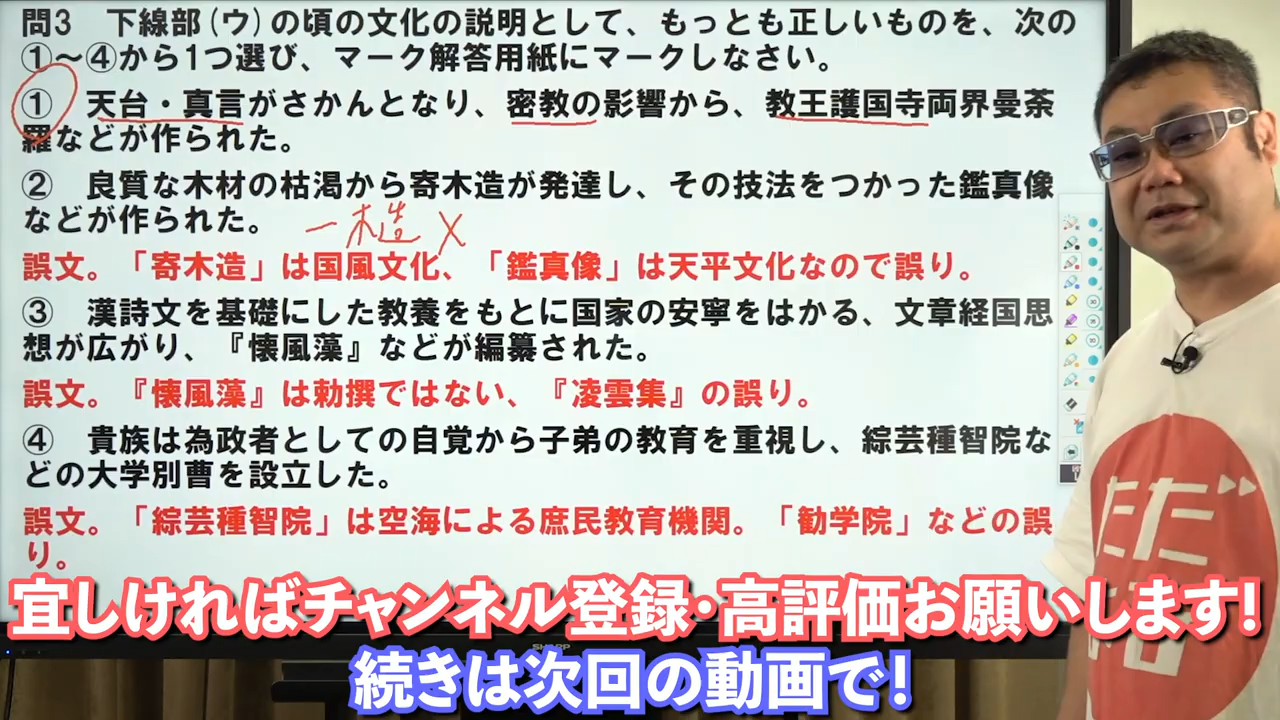 問3　下線部(ウ)の頃の文化の説明として、もっとも正しいものを、次の
①～④から1つ選び、マーク解答用紙にマークしなさい。
①　天台・真言がさかんとなり、密教の影響から、教王護国寺両界曼荼
羅などが作られた。
②　良質な木材の枯渇から寄木造が発達し、その技法をつかった鑑真像
などが作られた。
一木造 X
誤文。「寄木造」は国風文化、「鑑真像」は天平文化なので誤り。
③　漢詩文を基礎にした教養をもとに国家の安寧をはかる、文章経国思
想が広がり、『懐風藻』などが編纂された。
誤文。『懐風藻』は勅撰ではない、『凌雲集』の誤り。
④　貴族は為政者としての自覚から子弟の教育を重視し、綜芸種智院な
どの大学別曹を設立した。
誤文。「綜芸種智院」は空海による庶民教育機関。「勧学院」などの誤
り。
ただ
宜しければチャンネル登録・高評価お願いします!
SHARP
続きは次回の動画で!